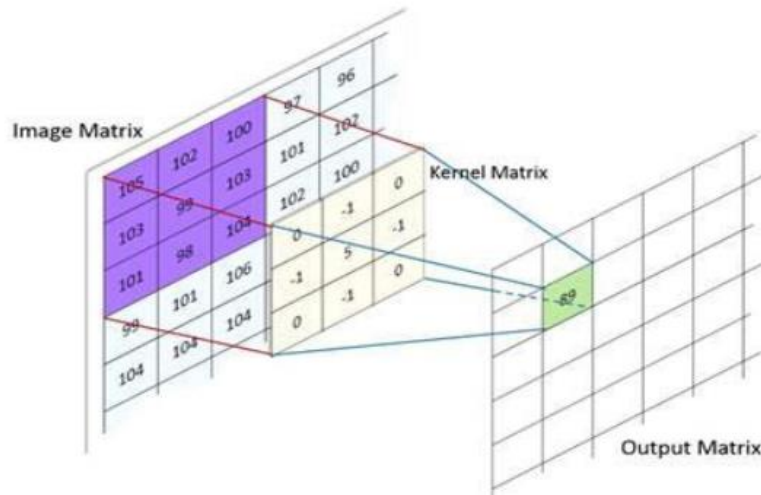 Image Matrix
105 102 100 97 96
103 99 103 101 102
101 98 104 102 100
99 101 106
104 104 104
Kernel Matrix
0 -1 0
-1 5 -1
0 -1 0
89
Output Matrix